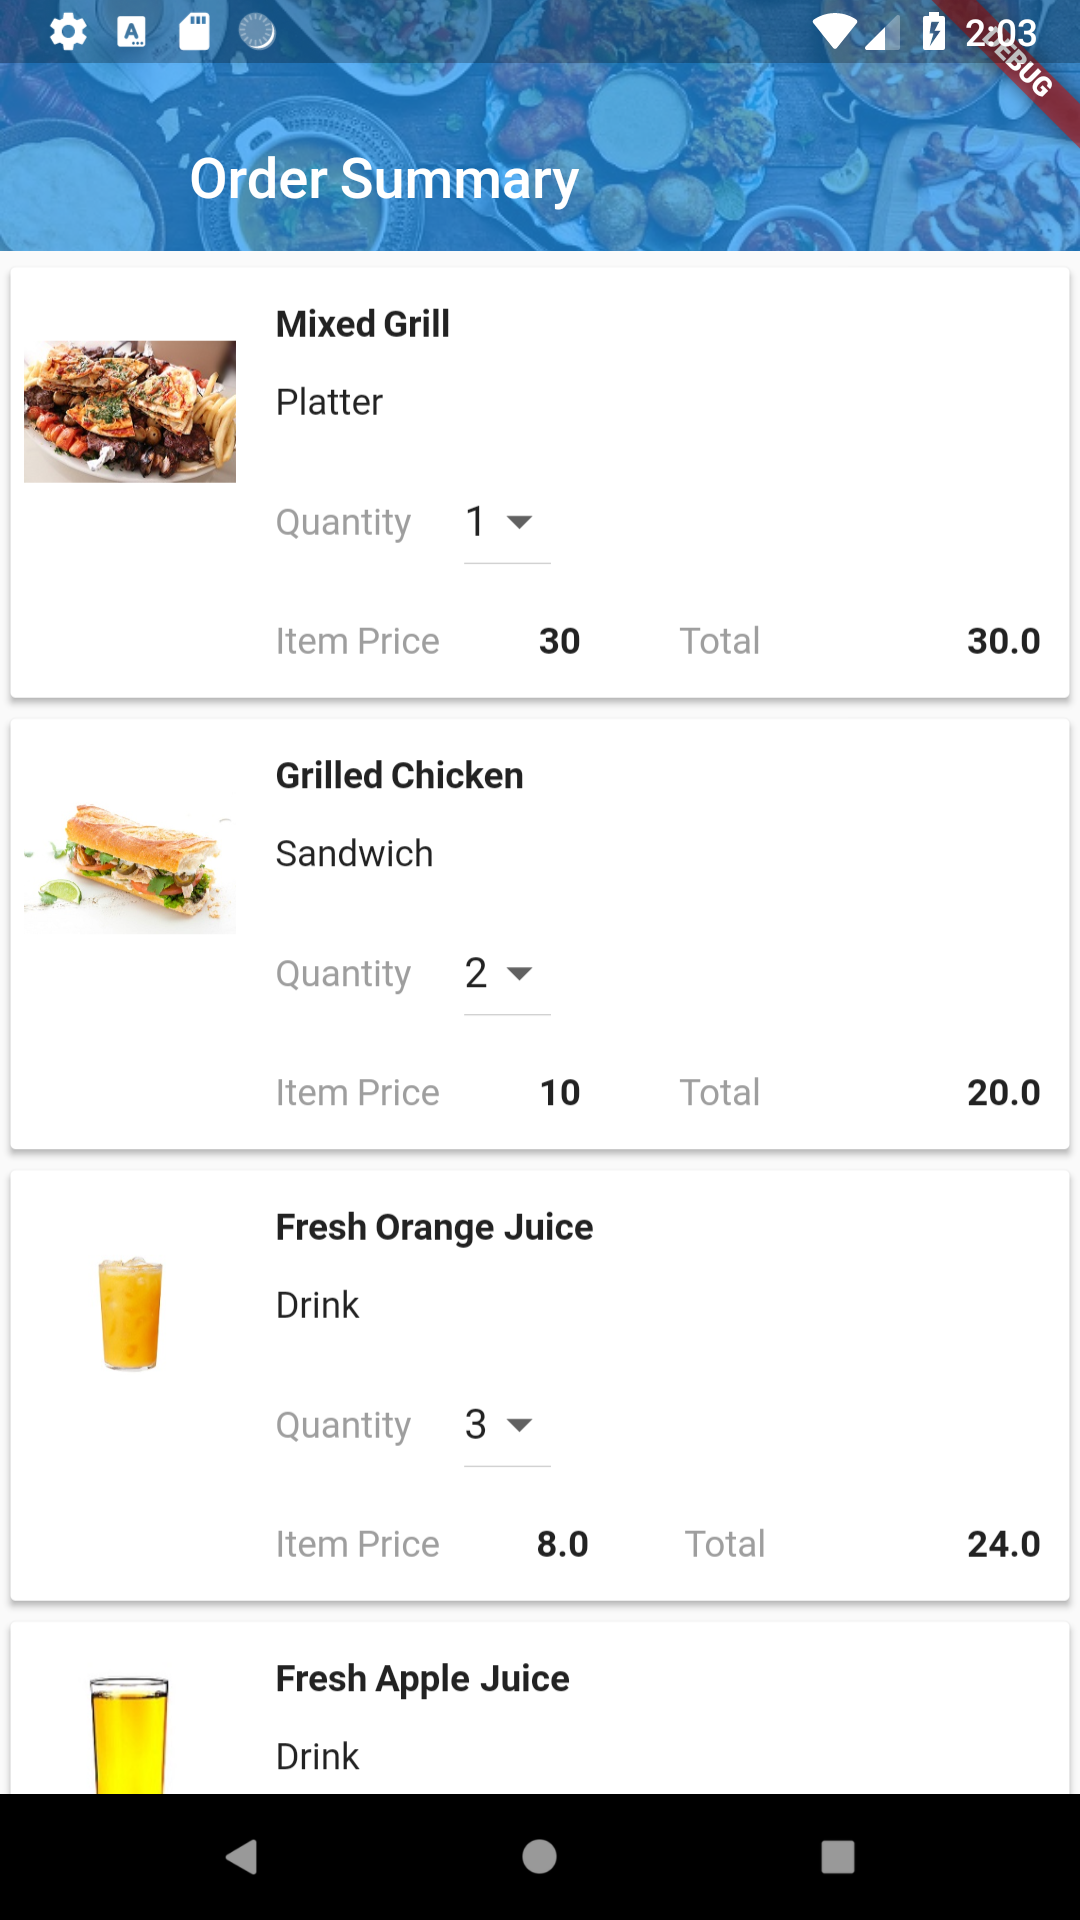 2:03
DEBUG
Order Summary
Mixed Grill
Platter
Quantity 1
Item Price 30 Total 30.0
Grilled Chicken
Sandwich
Quantity 2
Item Price 10 Total 20.0
Fresh Orange Juice
Drink
Quantity 3
Item Price 8.0 Total 24.0
Fresh Apple Juice
Drink